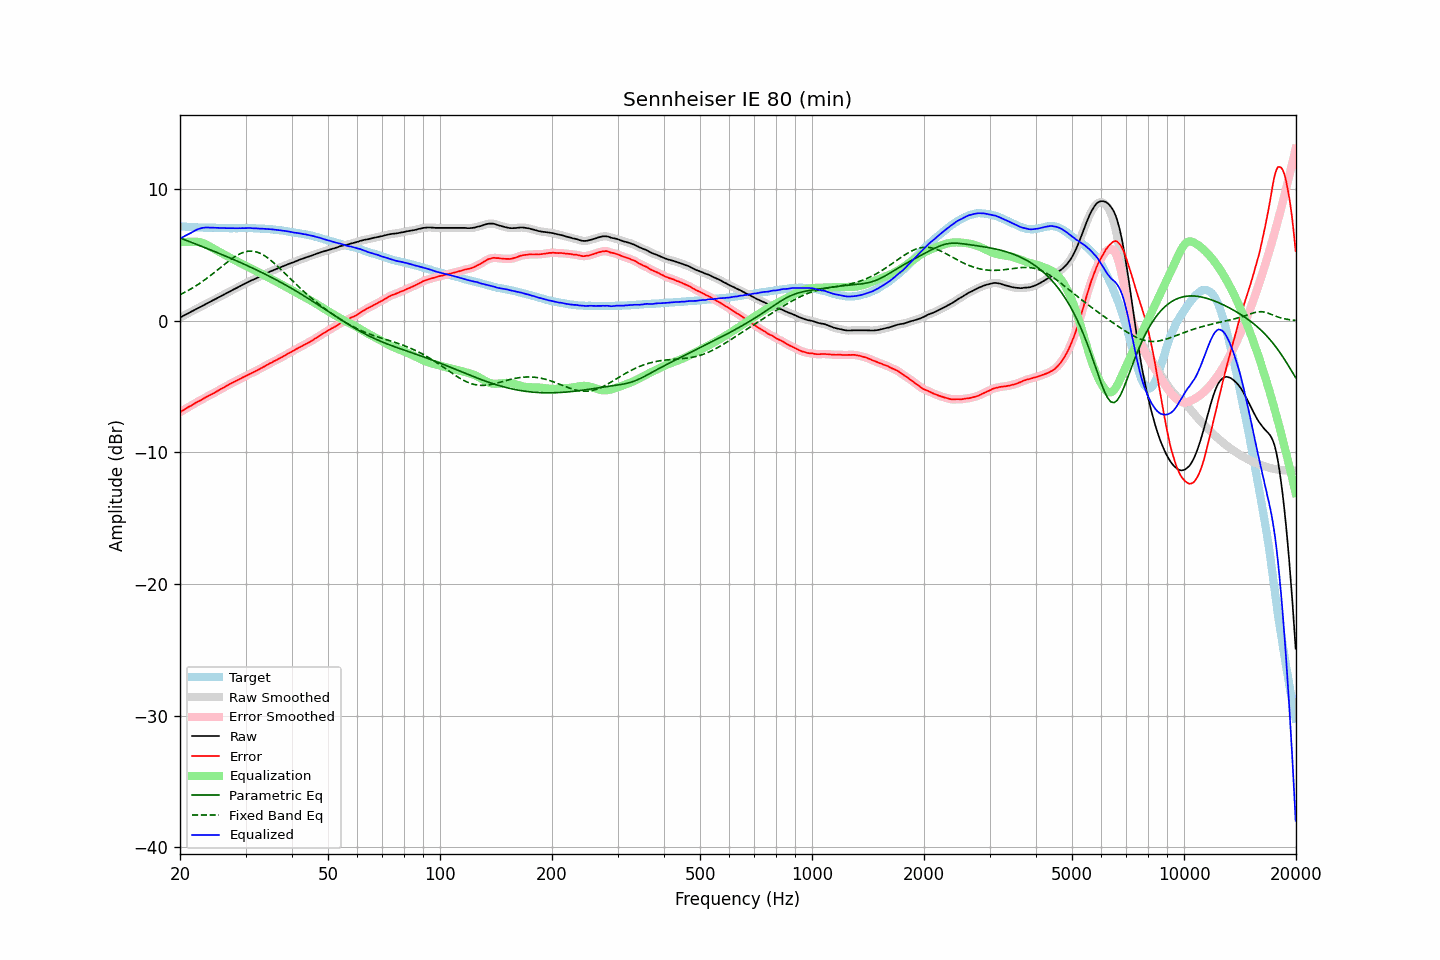 Sennheiser IE 80 (min)
10
0
−10
−20
−30
−40
Amplitude (dBr)
Target
Raw Smoothed
Error Smoothed
Raw
Error
Equalization
Parametric Eq
Fixed Band Eq
Equalized
20 50 100 200 500 1000 2000 5000 10000 20000
Frequency (Hz)